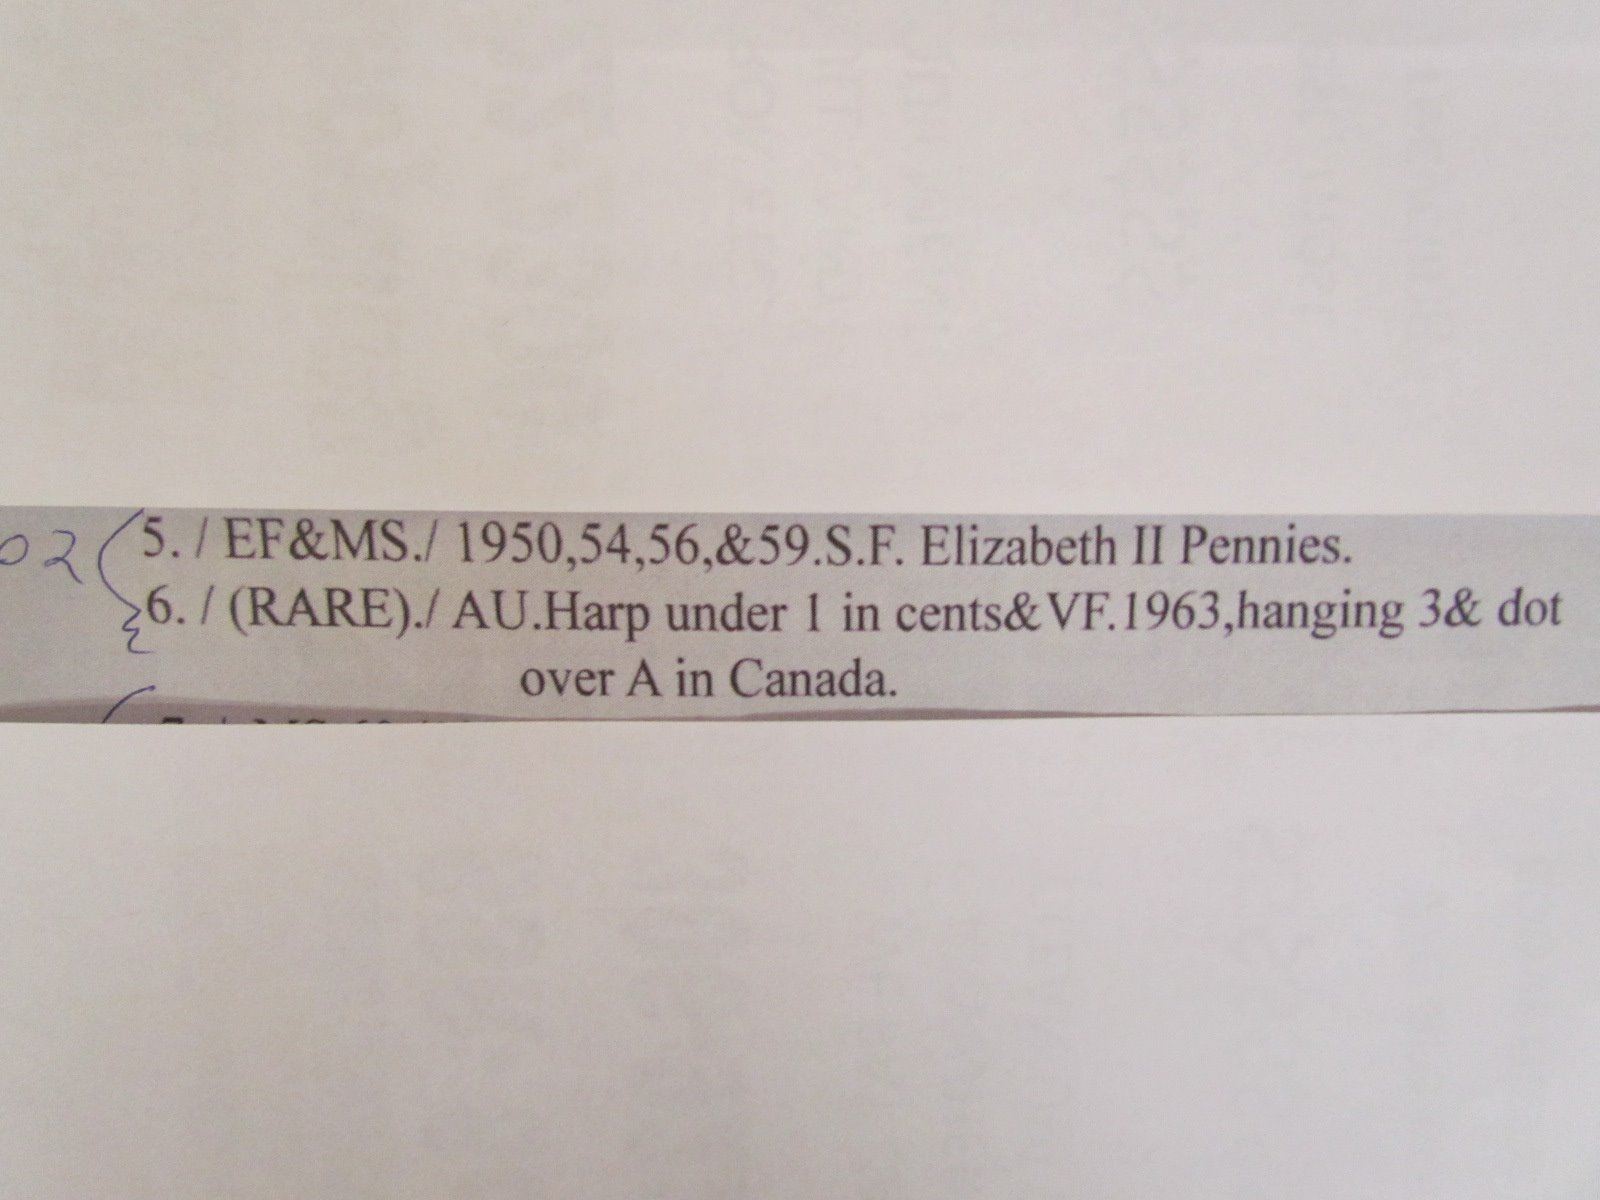 02
5. / EF&MS./ 1950,54,56,&59.S.F. Elizabeth II Pennies.
6. / (RARE)./ AU.Harp under 1 in cents&VF.1963,hanging 3& dot
over A in Canada.